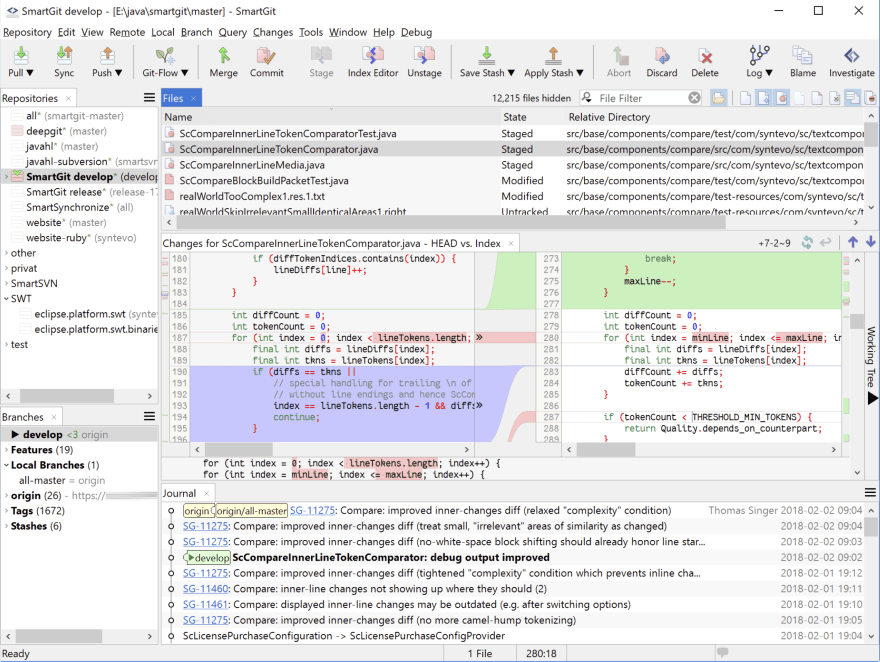 SmartGit develop - [E:\java\smartgit\master] - SmartGit
Repository Edit View Remote Local Branch Query Changes Tools Window Help Debug
Pull ▼ Sync Push ▼ Git-Flow ▼ Merge Commit Stage Index Editor Unstage Save Stash ▼ Apply Stash ▼ Abort Discard Delete Log ▼ Blame Investigate
Repositories ×
all* (smartgit-master)
deepgit* (master)
javahl* (master)
javahl-subversion* (smartsvn
SmartGit develop* (develop
SmartGit release* (release-17
SmartSynchronize* (all)
website* (master)
website-ruby* (syntevo)
other
privat
SmartSVN
SWT
eclipse.platform.swt (synte
eclipse.platform.swt.binarie
test
Branches ×
develop <3 origin
Features (19)
Local Branches (1)
all-master = origin
origin (26) - https://
Tags (1672)
Stashes (6)
Files ×
12,215 files hidden
File Filter
Name State Relative Directory
ScCompareInnerLineTokenComparatorTest.java Staged src/base/components/compare/test/com/syntevo/sc/textcompor
ScCompareInnerLineTokenComparator.java Staged src/base/components/compare/src/com/syntevo/sc/textcompon
ScCompareInnerLineMedia.java Staged src/base/components/compare/test/com/syntevo/sc/textcompor
ScCompareBlockBuildPacketTest.java Modified src/base/components/compare/test/com/syntevo/sc/textcompor
realWorldTooComplex1.res.1.txt Modified src/base/components/compare/test-resources/com/syntevo/sc/t
realWorldSkipIrrelevantSmallIdenticalAreas1.right Untracked src/base/components/compare/test-resources/com/syntevo/sc/t
Changes for ScCompareInnerLineTokenComparator.java - HEAD vs. Index ×
+7-2~9
180 if (diffTokenIndices.contains(index)) {
181 lineDiffs[line]++;
182 }
183 }
184
185 int diffCount = 0;
186 int tokenCount = 0;
187 for (int index = 0; index < lineTokens.length; »
188 final int diffs = lineDiffs[index];
189 final int tkns = lineTokens[index];
190 if (diffs == tkns ||
191 // special handling for trailing \n of
192 // without line endings and hence ScCom
193 index == lineTokens.length - 1 && diffs»
194 continue;
195 }
196
273 break;
274 }
275 maxLine--;
276 }
277
278 int diffCount = 0;
279 int tokenCount = 0;
280 for (int index = minLine; index <= maxLine; in
281 final int diffs = lineDiffs[index];
282 final int tkns = lineTokens[index];
283 diffCount += diffs;
284 tokenCount += tkns;
285 }
286
287 if (tokenCount < THRESHOLD_MIN_TOKENS) {
288 return Quality.depends_on_counterpart;
289 }
Working Tree
for (int index = 0; index < lineTokens.length; index++) {
for (int index = minLine; index <= maxLine; index++) {
Journal ×
origin origin/all-master SG-11275: Compare: improved inner-changes diff (relaxed "complexity" condition) Thomas Singer 2018-02-02 09:04
SG-11275: Compare: improved inner-changes diff (treat small, "irrelevant" areas of similarity as changed) 2018-02-02 09:04
SG-11275: Compare: improved inner-changes diff (no-white-space block shifting should already honor line star... 2018-02-02 09:03
develop ScCompareInnerLineTokenComparator: debug output improved 2018-02-02 09:02
SG-11275: Compare: improved inner-changes diff (tightened "complexity" condition which prevents inline cha... 2018-02-01 19:12
SG-11460: Compare: inner-line changes not showing up where they should (2) 2018-02-01 19:11
SG-11461: Compare: displayed inner-line changes may be outdated (e.g. after switching options) 2018-02-01 19:10
SG-11275: Compare: improved inner-changes diff (no more camel-hump tokenizing) 2018-02-01 19:05
ScLicensePurchaseConfiguration -> ScLicensePurchaseConfigProvider 2018-02-01 19:04
Ready 1 File 280:18